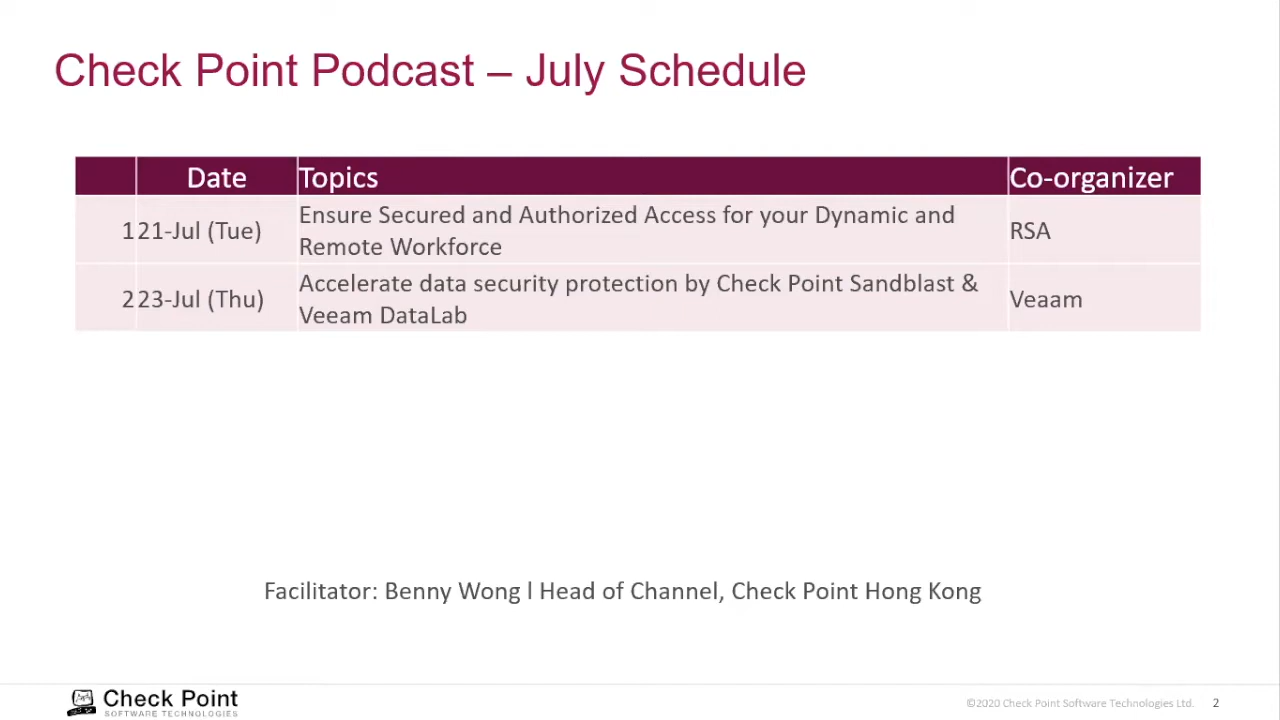 Check Point Podcast – July Schedule
Date Topics Co-organizer
1 21-Jul (Tue) Ensure Secured and Authorized Access for your Dynamic and
Remote Workforce RSA
2 23-Jul (Thu) Accelerate data security protection by Check Point Sandblast &
Veeam DataLab Veaam
Facilitator: Benny Wong l Head of Channel, Check Point Hong Kong
Check Point
SOFTWARE TECHNOLOGIES
©2020 Check Point Software Technologies Ltd. 2